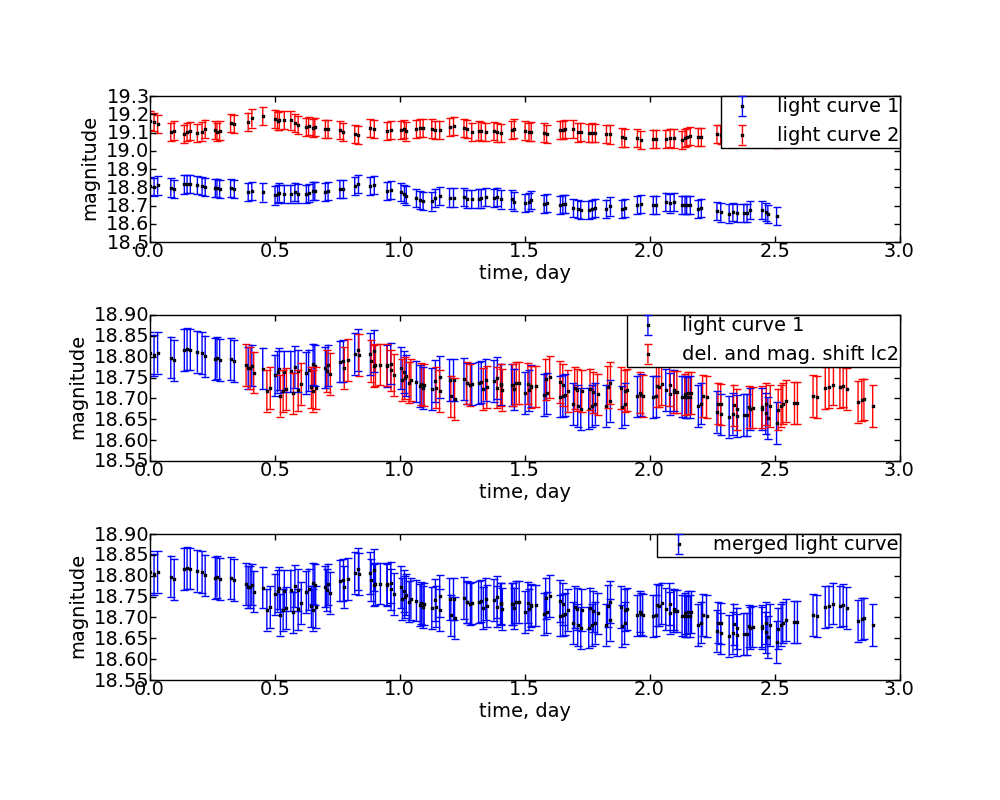 19.3
19.2
19.1
19.0
18.9
18.8
18.7
18.6
18.5
magnitude
light curve 1
light curve 2
0.0 0.5 1.0 1.5 2.0 2.5 3.0
time, day
18.90
18.85
18.80
18.75
18.70
18.65
18.60
18.55
magnitude
light curve 1
del. and mag. shift lc2
0.0 0.5 1.0 1.5 2.0 2.5 3.0
time, day
18.90
18.85
18.80
18.75
18.70
18.65
18.60
18.55
magnitude
merged light curve
0.0 0.5 1.0 1.5 2.0 2.5 3.0
time, day